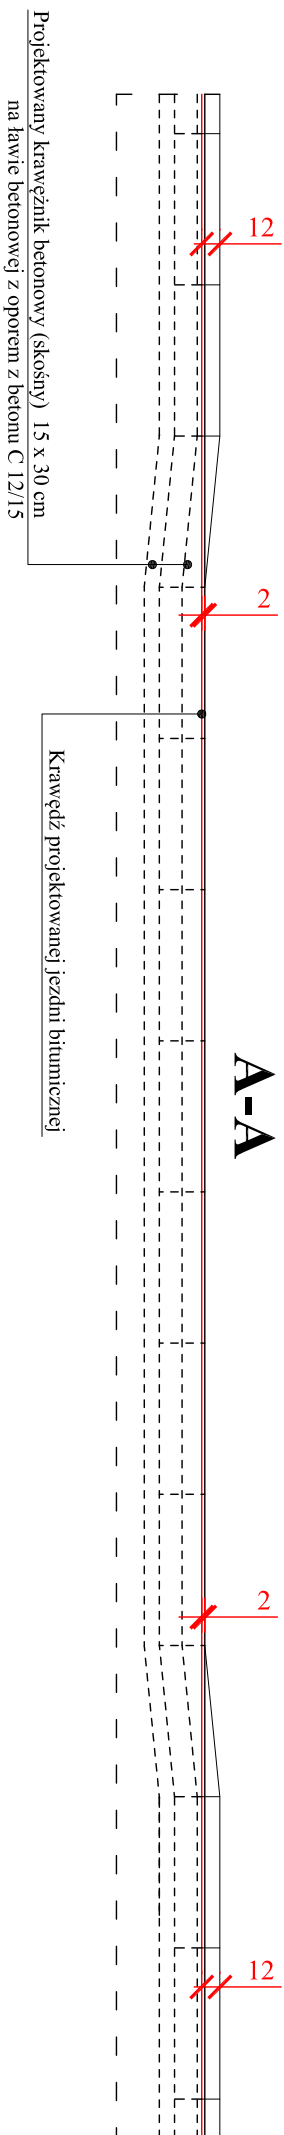 A-A
12
2
2
12
Projektowany krawężnik betonowy (skośny) 15 x 30 cm
na ławie betonowej z oporem z betonu C 12/15
Krawędź projektowanej jezdni bitumicznej